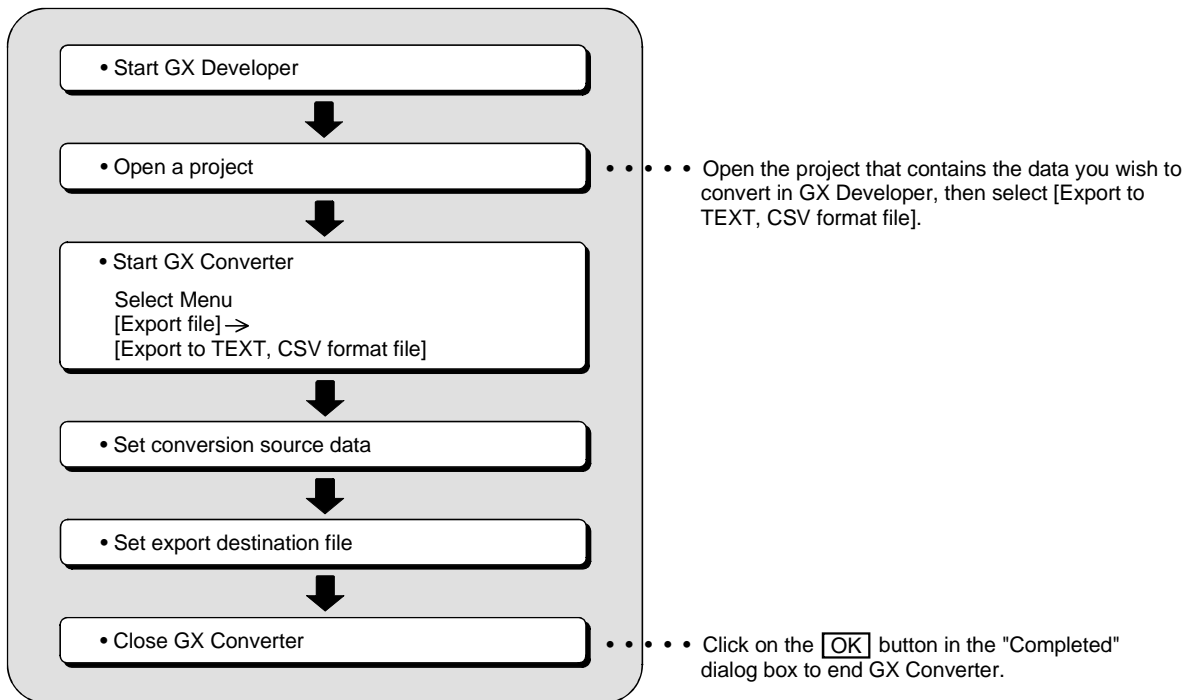 • Start GX Developer
• Open a project
• • • • • Open the project that contains the data you wish to
convert in GX Developer, then select [Export to
TEXT, CSV format file].
• Start GX Converter
Select Menu
[Export file] →
[Export to TEXT, CSV format file]
• Set conversion source data
• Set export destination file
• Close GX Converter
• • • • • Click on the OK button in the "Completed"
dialog box to end GX Converter.